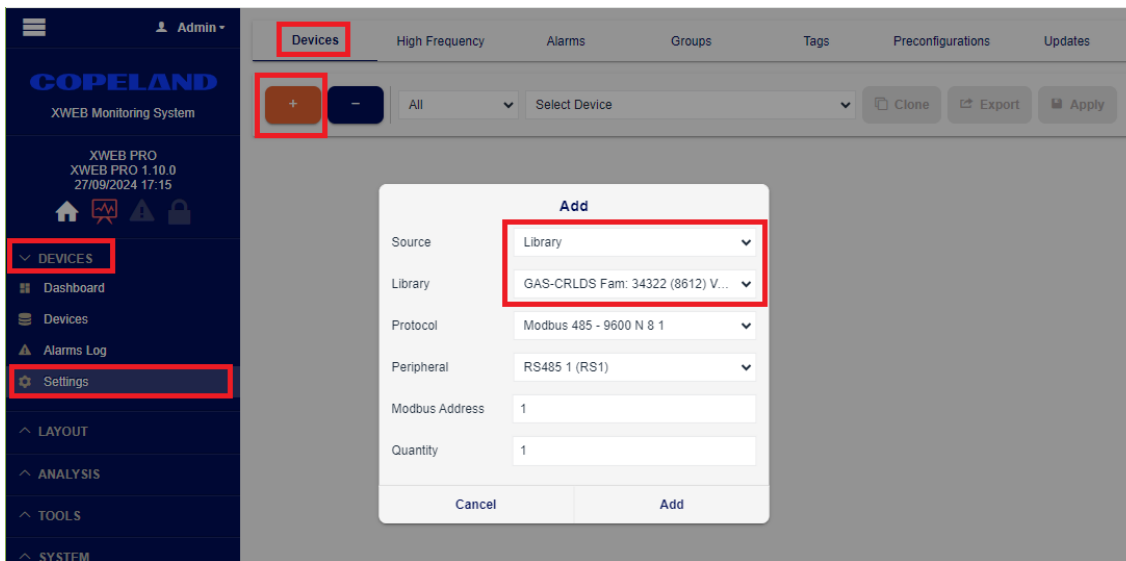 Admin
COPELAND
XWEB Monitoring System
XWEB PRO
XWEB PRO 1.10.0
27/09/2024 17:15
DEVICES
Dashboard
Devices
Alarms Log
Settings
LAYOUT
ANALYSIS
TOOLS
SYSTEM
Devices High Frequency Alarms Groups Tags Preconfigurations Updates
+ - All Select Device Clone Export Apply
Add
Source Library
Library GAS-CRLDS Fam: 34322 (8612) V...
Protocol Modbus 485 - 9600 N 8 1
Peripheral RS485 1 (RS1)
Modbus Address 1
Quantity 1
Cancel Add